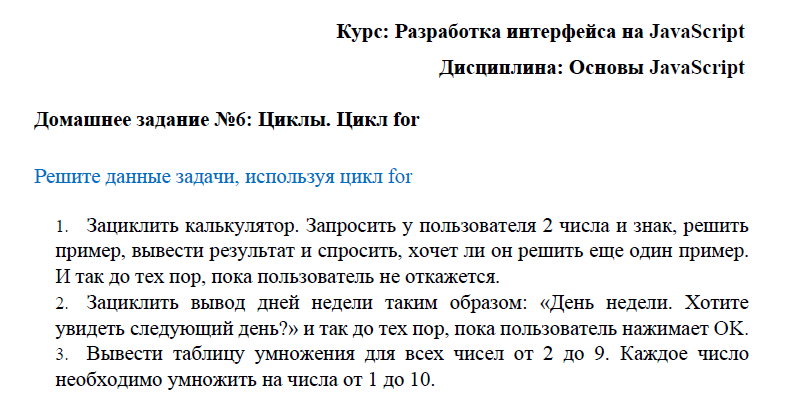 Курс: Разработка интерфейса на JavaScript
Дисциплина: Основы JavaScript
Домашнее задание №6: Циклы. Цикл for
Решите данные задачи, используя цикл for
1. Зациклить калькулятор. Запросить у пользователя 2 числа и знак, решить
пример, вывести результат и спросить, хочет ли он решить еще один пример.
И так до тех пор, пока пользователь не откажется.
2. Зациклить вывод дней недели таким образом: «День недели. Хотите
увидеть следующий день?» и так до тех пор, пока пользователь нажимает OK.
3. Вывести таблицу умножения для всех чисел от 2 до 9. Каждое число
необходимо умножить на числа от 1 до 10.